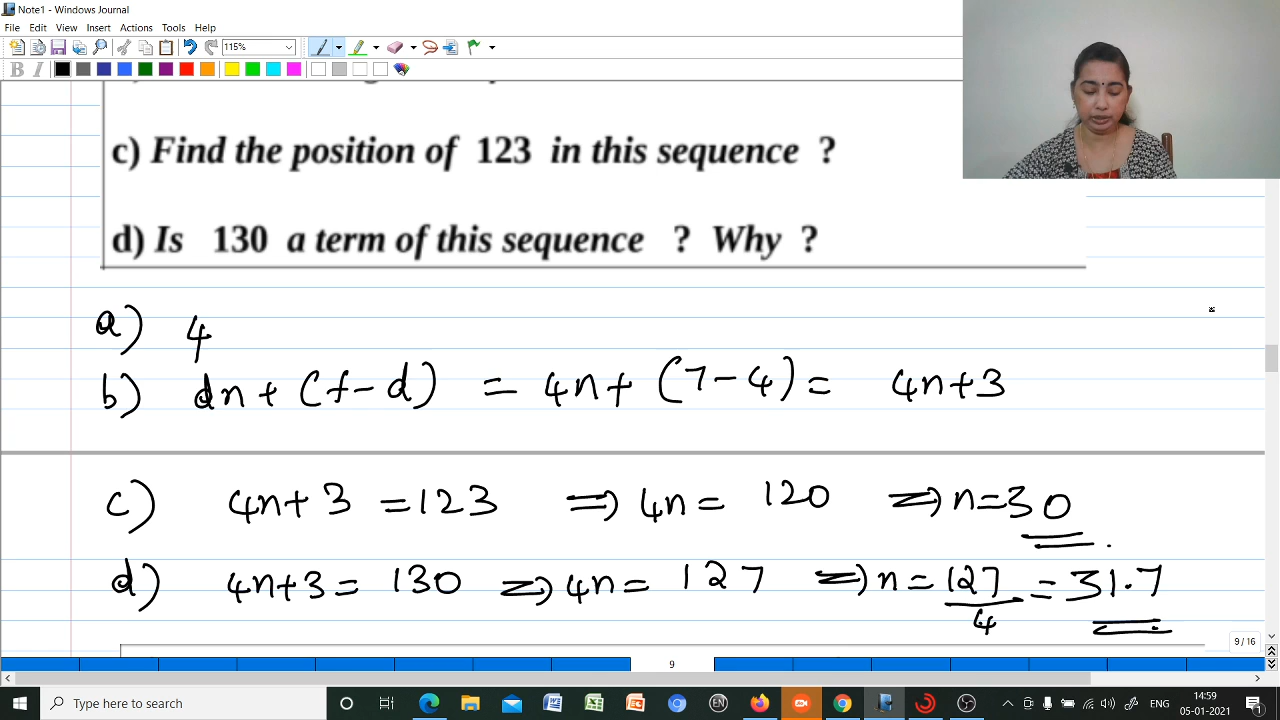 Note1 - Windows Journal
File Edit View Insert Actions Tools Help
115%
B I
c) Find the position of 123 in this sequence ?
d) Is 130 a term of this sequence ? Why ?
a) 4
b) dn + (f - d) = 4n + (7 - 4) = 4n+3
c) 4n + 3 = 123 ⇒ 4n = 120 ⇒ n = 30
d) 4n+3 = 130 ⇒ 4n = 127 ⇒ n = 127/4 = 31.7
9 / 16
9
Type here to search
ENG
14:59
05-01-2021
1